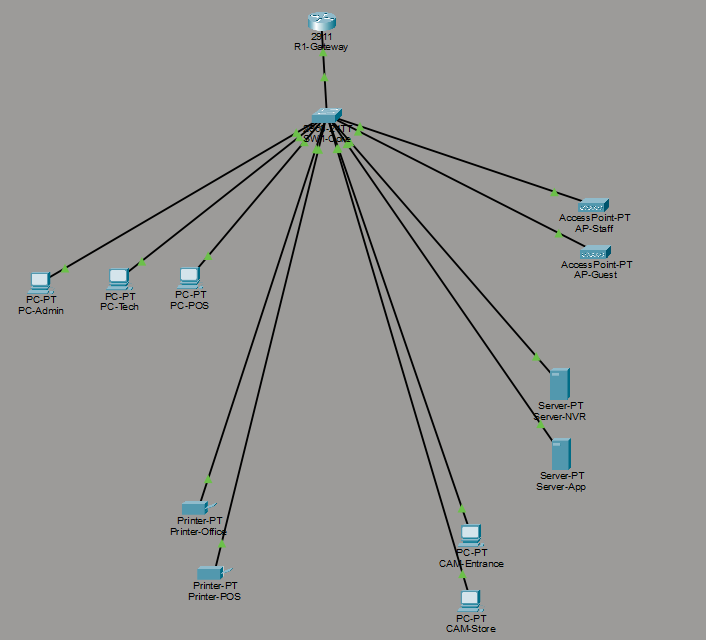 2911
R1-Gateway
SW1-Core
AccessPoint-PT
AP-Staff
AccessPoint-PT
AP-Guest
PC-PT
PC-Admin
PC-PT
PC-Tech
PC-PT
PC-POS
Server-PT
Server-NVR
Server-PT
Server-App
Printer-PT
Printer-Office
PC-PT
CAM-Entrance
Printer-PT
Printer-POS
PC-PT
CAM-Store